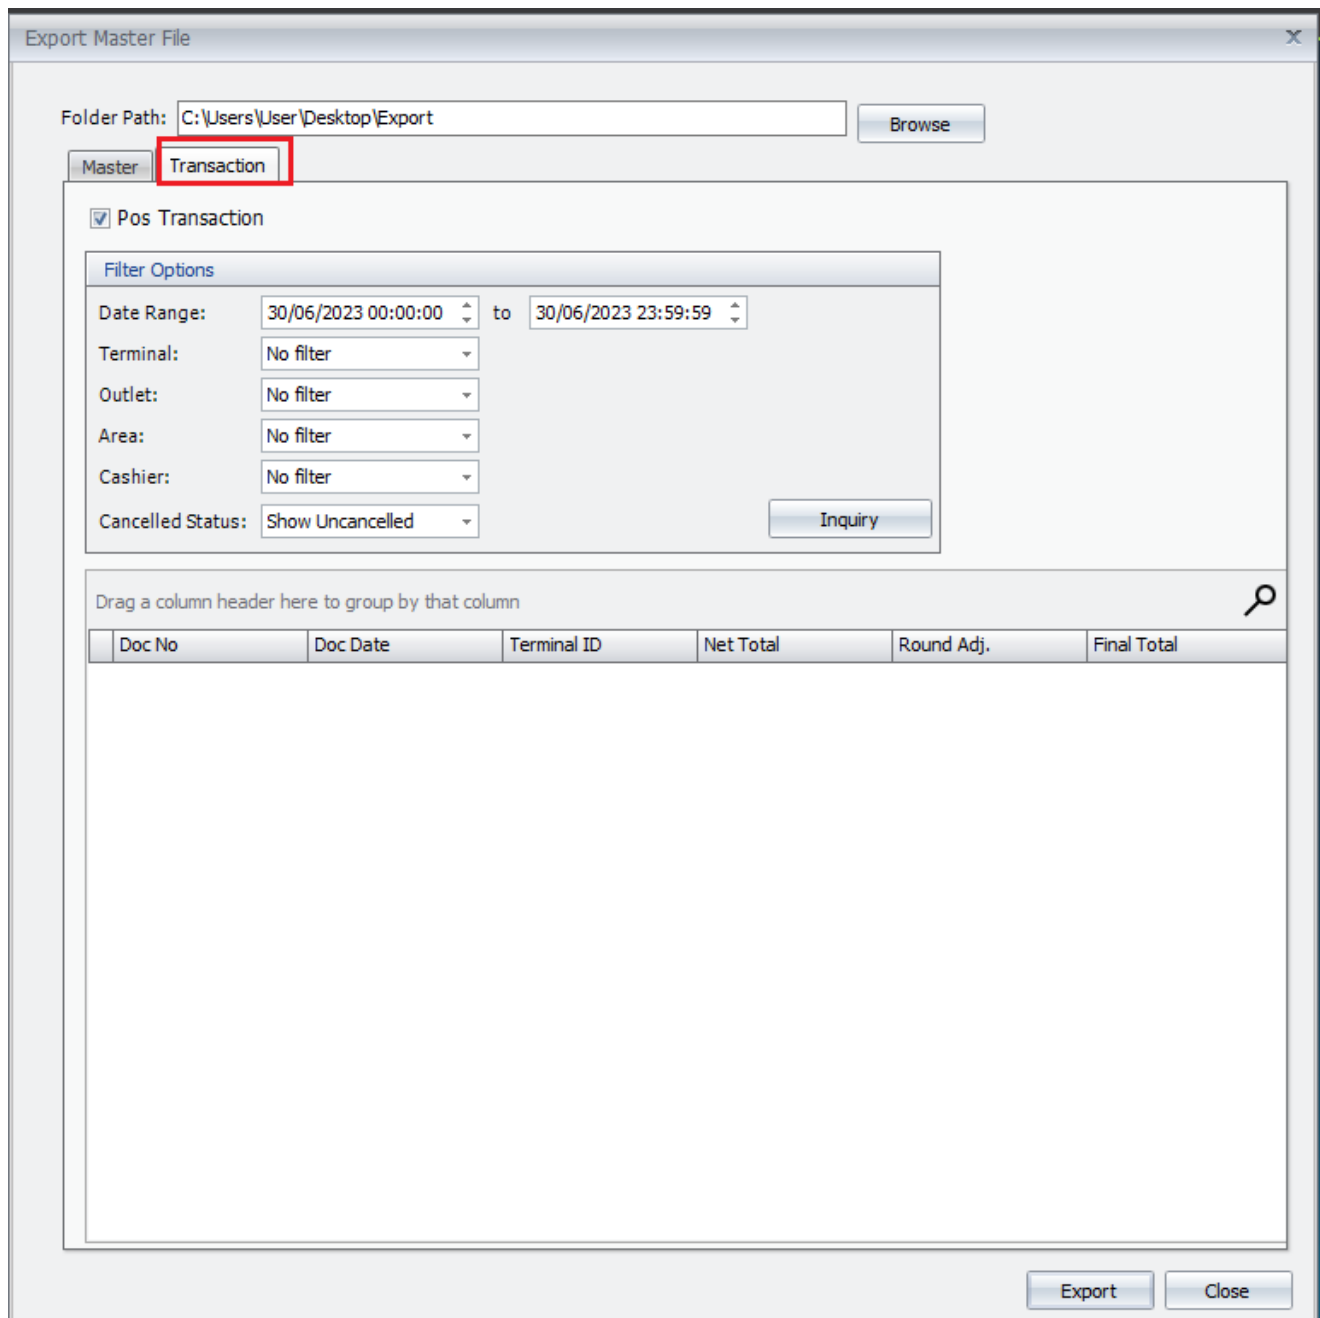 Export Master File
Folder Path: C:\Users\User\Desktop\Export Browse
Master Transaction
Pos Transaction
Filter Options
Date Range: 30/06/2023 00:00:00 to 30/06/2023 23:59:59
Terminal: No filter
Outlet: No filter
Area: No filter
Cashier: No filter
Cancelled Status: Show Uncancelled Inquiry
Drag a column header here to group by that column
Doc No Doc Date Terminal ID Net Total Round Adj. Final Total
Export Close